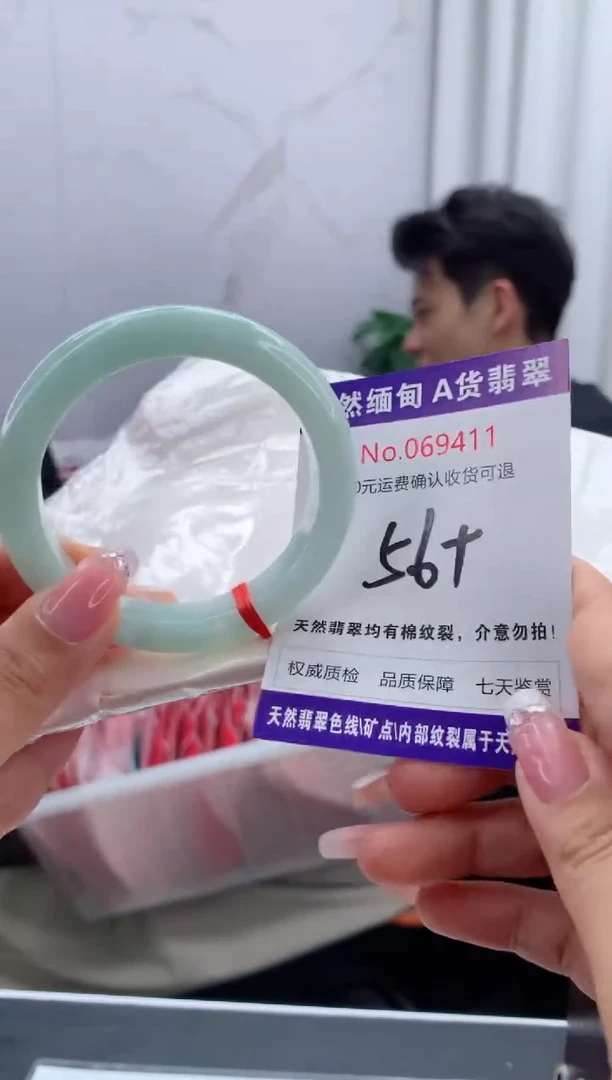 然缅甸 A货翡翠
No.069411
0元运费确认收货可退
56+
天然翡翠均有棉纹裂，介意勿拍！
权威质检 品质保障 七天鉴赏
天然翡翠色线\矿点\内部纹裂属于天